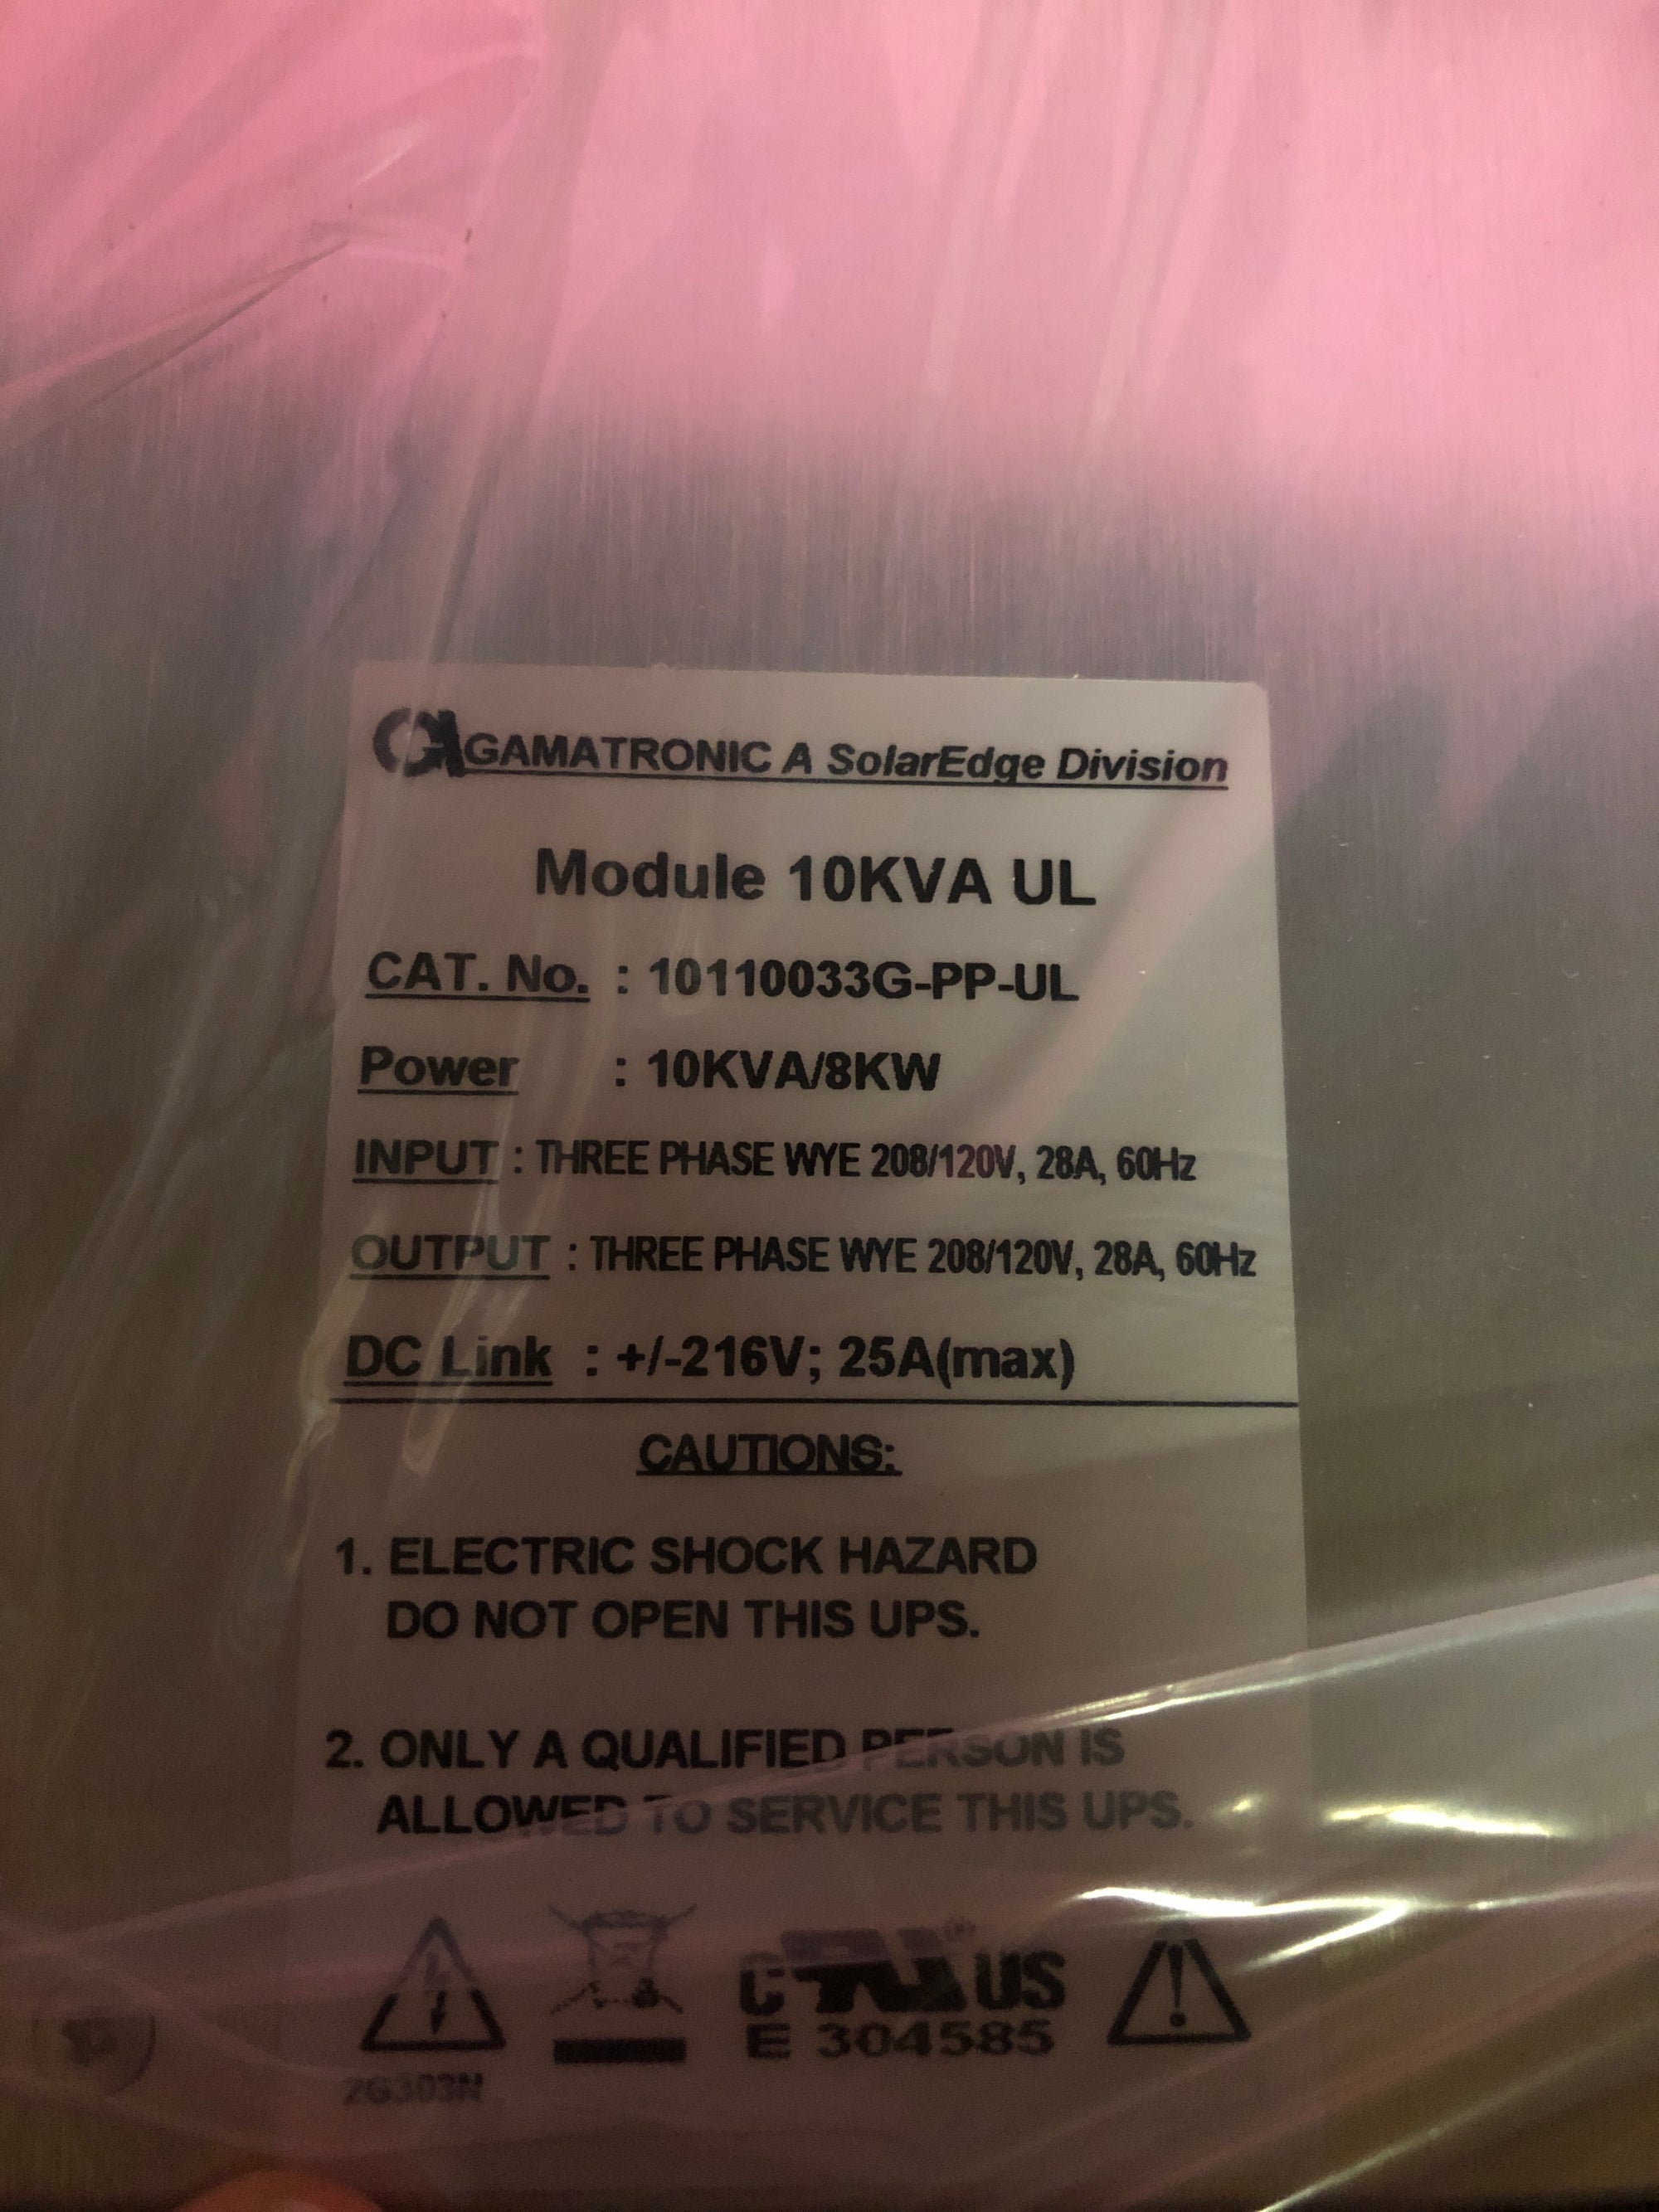 GAMATRONIC A SolarEdge Division
Module 10KVA UL
CAT. No. : 10110033G-PP-UL
Power : 10KVA/8KW
INPUT : THREE PHASE WYE 208/120V, 28A, 60Hz
OUTPUT : THREE PHASE WYE 208/120V, 28A, 60Hz
DC Link : +/-216V; 25A(max)
CAUTIONS:
1. ELECTRIC SHOCK HAZARD
DO NOT OPEN THIS UPS.
2. ONLY A QUALIFIED PERSON IS
ALLOWED TO SERVICE THIS UPS.
C RU ® US
E 304585
2G303N